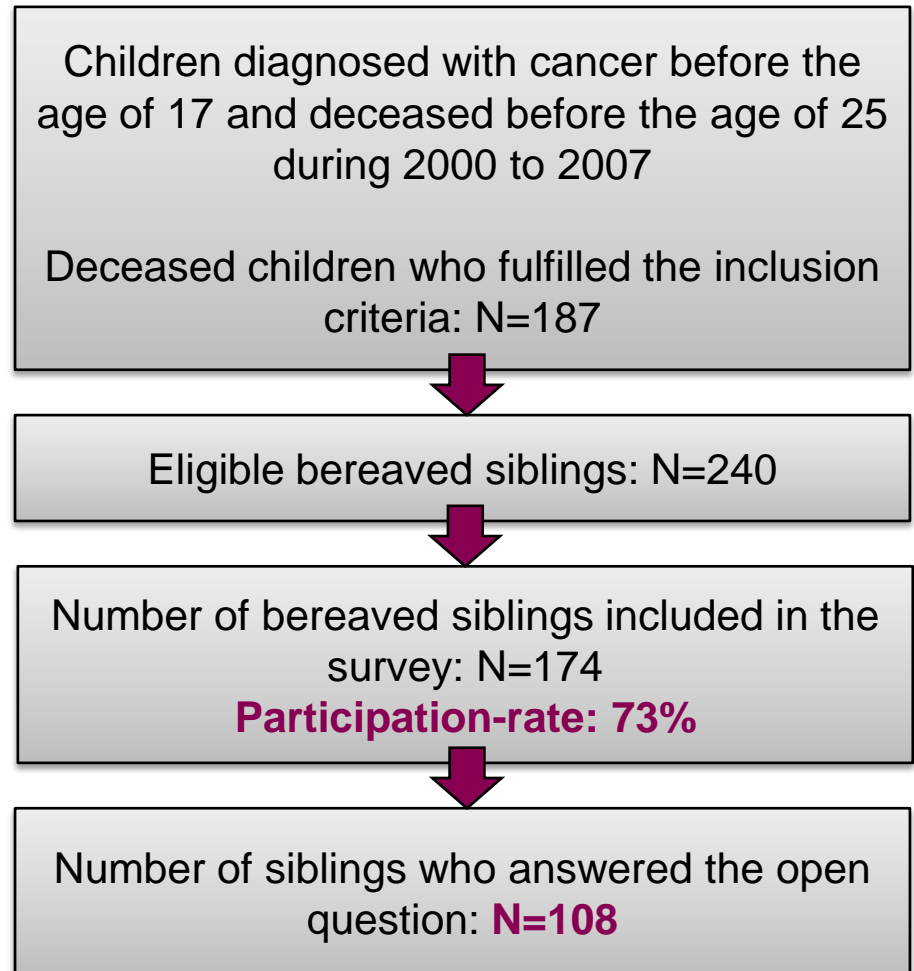 Children diagnosed with cancer before the
age of 17 and deceased before the age of 25
during 2000 to 2007
Deceased children who fulfilled the inclusion
criteria: N=187
Eligible bereaved siblings: N=240
Number of bereaved siblings included in the
survey: N=174
Participation-rate: 73%
Number of siblings who answered the open
question: N=108